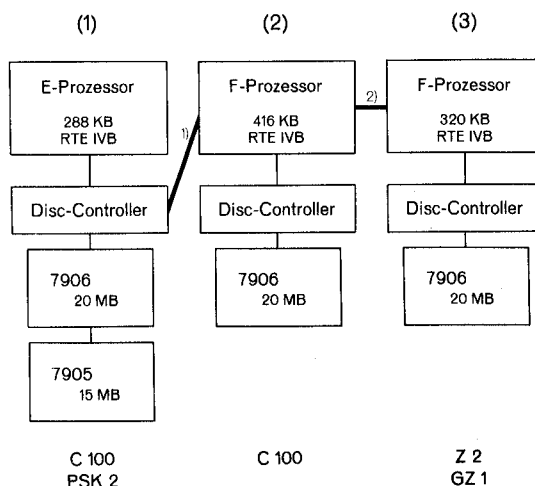 (1)
(2)
(3)
E-Prozessor
288 KB
RTE IVB
F-Prozessor
416 KB
RTE IVB
F-Prozessor
320 KB
RTE IVB
1)
2)
Disc-Controller
Disc-Controller
Disc-Controller
7906
20 MB
7906
20 MB
7906
20 MB
7905
15 MB
C 100
PSK 2
C 100
Z 2
GZ 1